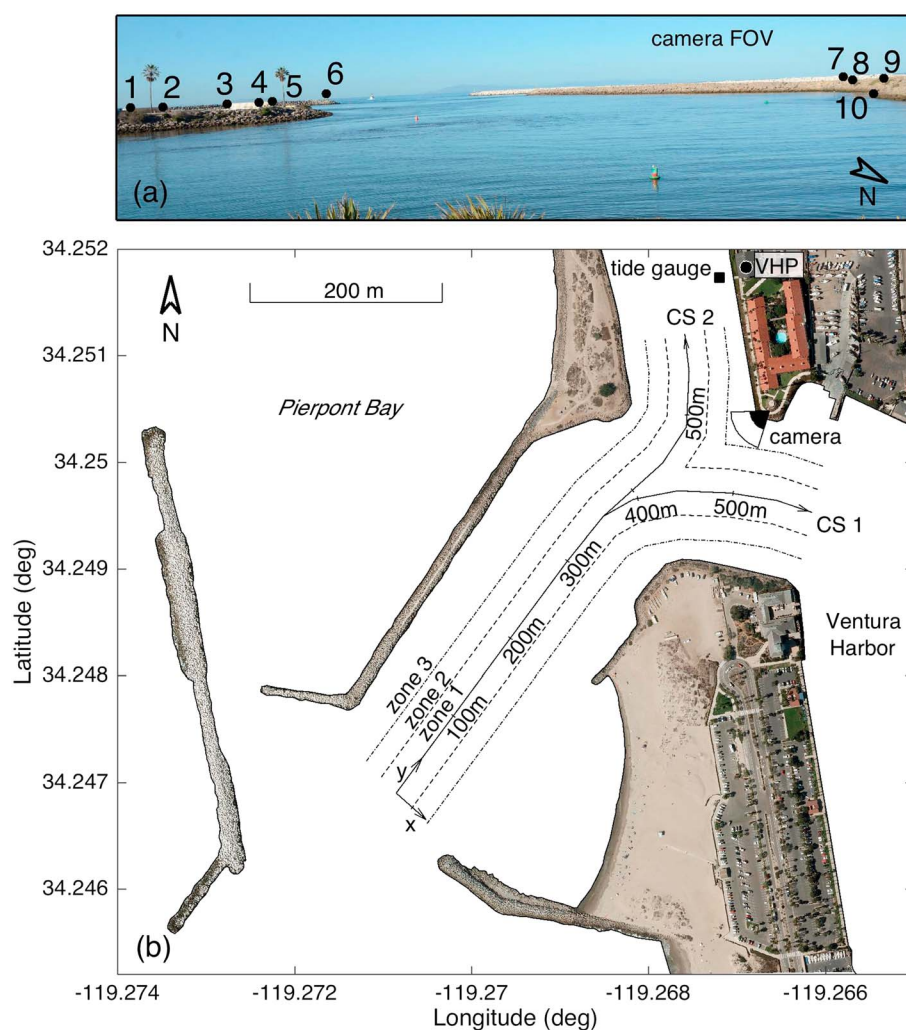 camera FOV
1 2 3 4 5 6 7 8 9
10
(a)
N
34.252
34.251
34.25
34.249
34.248
34.247
34.246
Latitude (deg)
200 m
N
tide gauge
VHP
CS 2
Pierpont Bay
500m
camera
400m
500m
CS 1
300m
200m
100m
zone 3
zone 2
zone 1
y
x
Ventura
Harbor
(b)
-119.274
-119.272
-119.27
-119.268
-119.266
Longitude (deg)